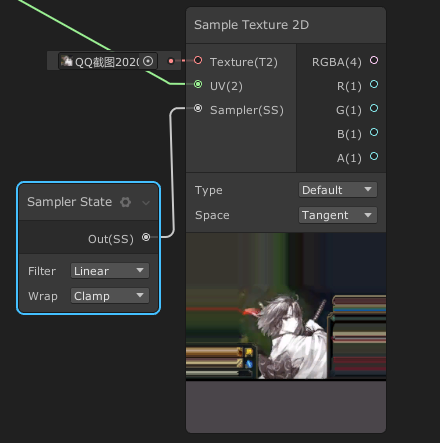 Sample Texture 2D
QQ截图2020
Texture(T2)
RGBA(4)
UV(2)
R(1)
Sampler(SS)
G(1)
B(1)
A(1)
Sampler State
Out(SS)
Type
Default
Space
Tangent
Filter
Linear
Wrap
Clamp